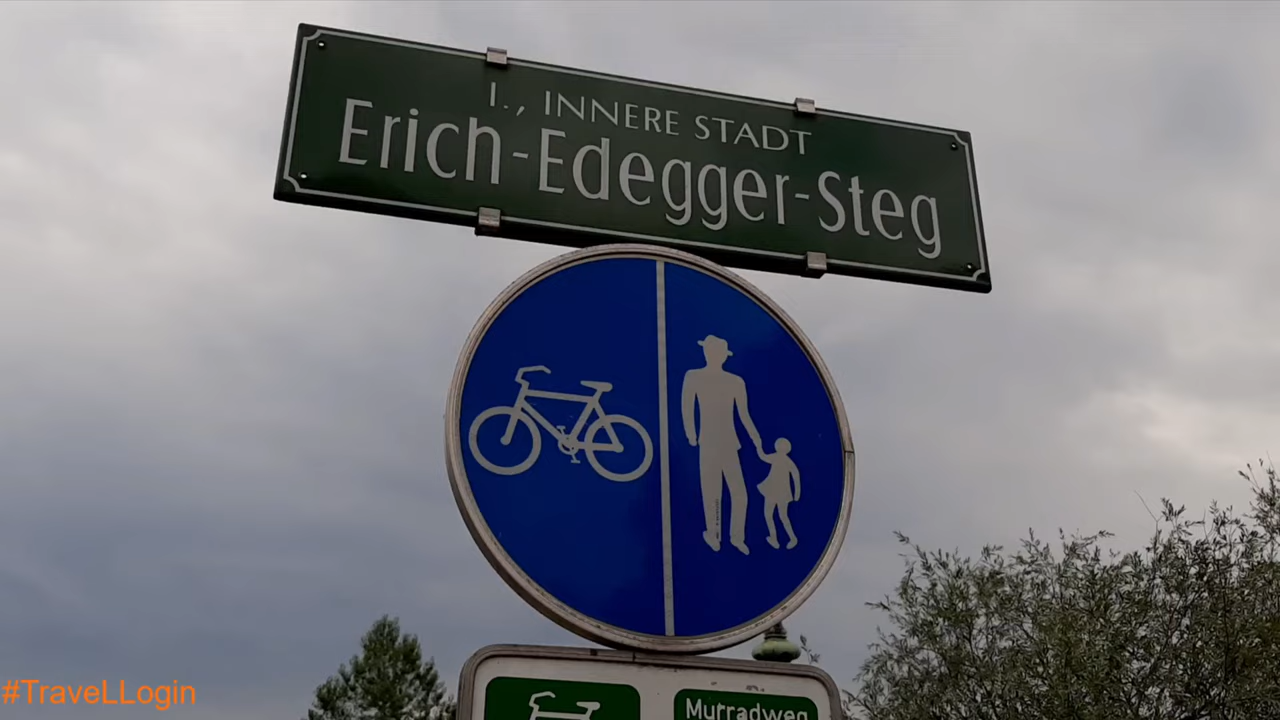 I., INNERE STADT
Erich-Edegger-Steg
Murradweg
#TraveLLogin